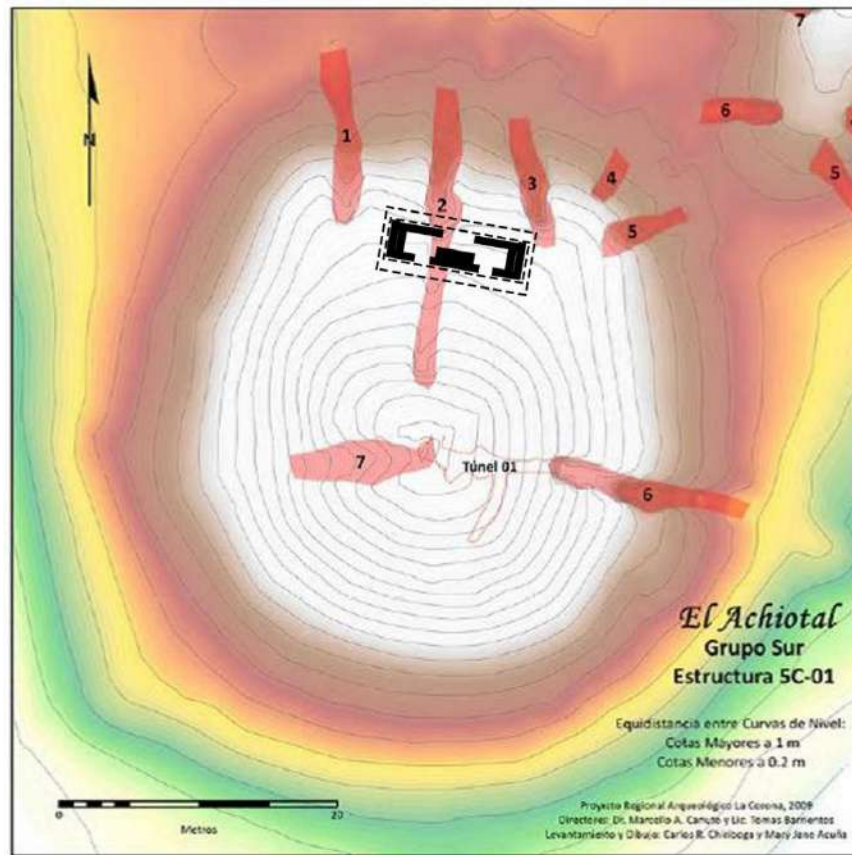 7
6
1
4
3
5
2
5
N
7
Túnel 01
6
El Achiotal
Grupo Sur
Estructura 5C-01
Equidistancia entre Curvas de Nivel:
Cotas Mayores a 1 m
Cotas Menores a 0.2 m
0 20
Metros
Proyecto Regional Arqueológico La Corona, 2009
Directores: Dr. Marcello A. Canuto y Lic. Tomas Barrientos
Levantamiento y Dibujo: Carlos R. Chiriboga y Mary Jane Acuña